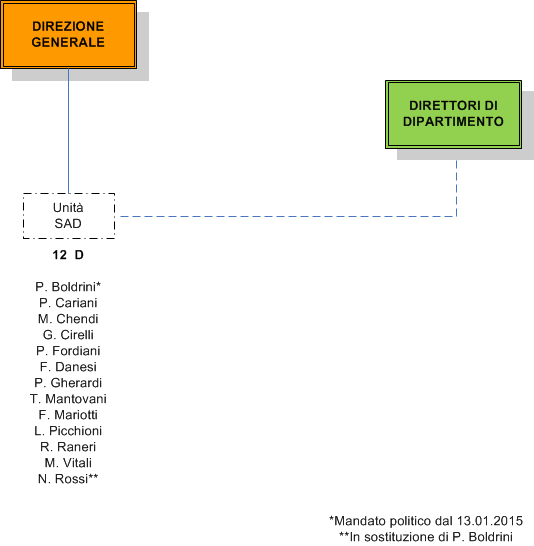 DIREZIONE
GENERALE
DIRETTORI DI
DIPARTIMENTO
Unità
SAD
12 D
P. Boldrini*
P. Cariani
M. Chendi
G. Cirelli
P. Fordiani
F. Danesi
P. Gherardi
T. Mantovani
F. Mariotti
L. Picchioni
R. Raneri
M. Vitali
N. Rossi**
*Mandato politico dal 13.01.2015
**In sostituzione di P. Boldrini